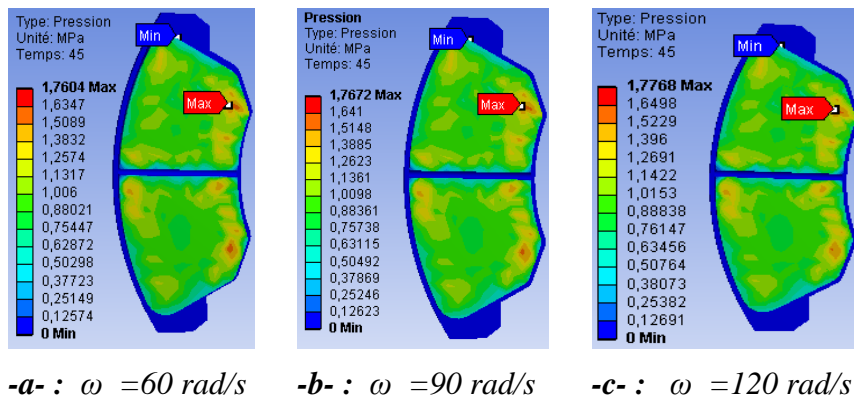 Type: Pression
Unité: MPa
Temps: 45
Min
1,7604 Max
1,6347
1,5089
1,3832
1,2574
1,1317
1,006
0,88021
0,75447
0,62872
0,50298
0,37723
0,25149
0,12574
0 Min
Max
Pression
Type: Pression
Unité: MPa
Temps: 45
Min
1,7672 Max
1,641
1,5148
1,3885
1,2623
1,1361
1,0098
0,88361
0,75738
0,63115
0,50492
0,37869
0,25246
0,12623
0 Min
Max
Type: Pression
Unité: MPa
Temps: 45
Min
1,7768 Max
1,6498
1,5229
1,396
1,2691
1,1422
1,0153
0,88838
0,76147
0,63456
0,50764
0,38073
0,25382
0,12691
0 Min
Max
-a- : ω =60 rad/s
-b- : ω =90 rad/s
-c- : ω =120 rad/s